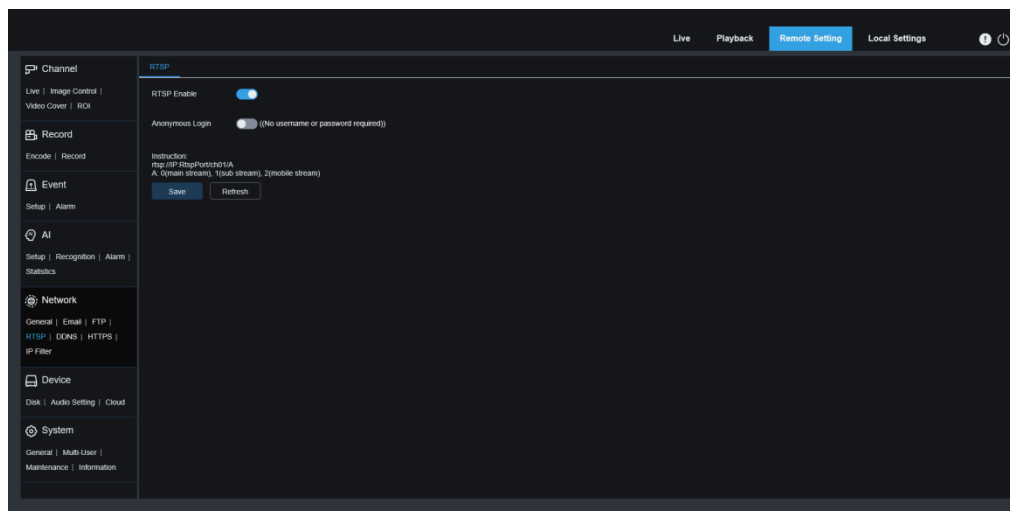 Live Playback Remote Setting Local Settings
Channel
Live | Image Control |
Video Cover | ROI
Record
Encode | Record
Event
Setup | Alarm
AI
Setup | Recognition | Alarm |
Statistics
Network
General | Email | FTP |
RTSP | DDNS | HTTPS |
IP Filter
Device
Disk | Audio Setting | Cloud
System
General | Multi-User |
Maintenance | Information
RTSP
RTSP Enable
Anonymous Login ((No username or password required))
Instruction:
rtsp://IP:RtspPort/ch01/A
A: 0(main stream), 1(sub stream), 2(mobile stream)
Save Refresh